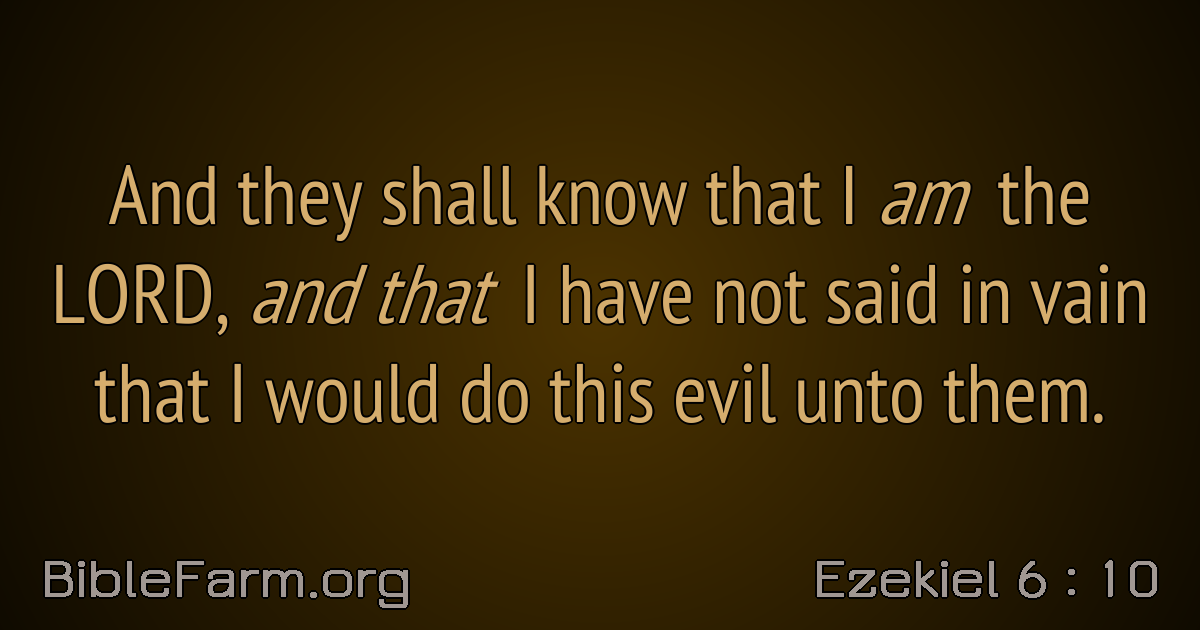 And they shall know that I am the
LORD, and that I have not said in vain
that I would do this evil unto them.
BibleFarm.org
Ezekiel 6 : 10